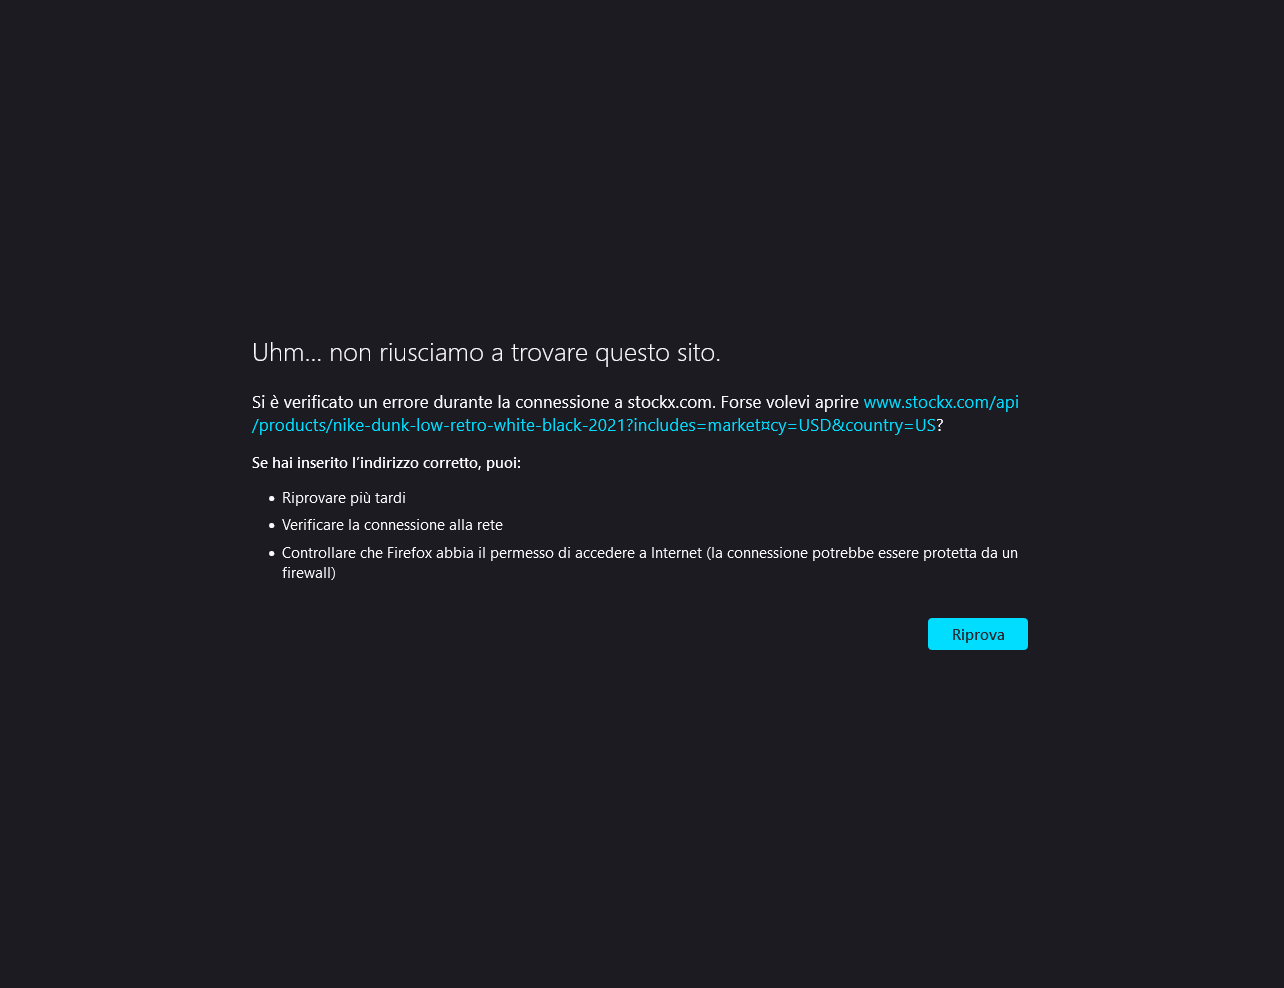 Uhm... non riusciamo a trovare questo sito.
Si è verificato un errore durante la connessione a stockx.com. Forse volevi aprire www.stockx.com/api
/products/nike-dunk-low-retro-white-black-2021?includes=market¤cy=USD&country=US?
Se hai inserito l’indirizzo corretto, puoi:
• Riprovare più tardi
• Verificare la connessione alla rete
• Controllare che Firefox abbia il permesso di accedere a Internet (la connessione potrebbe essere protetta da un
firewall)
Riprova